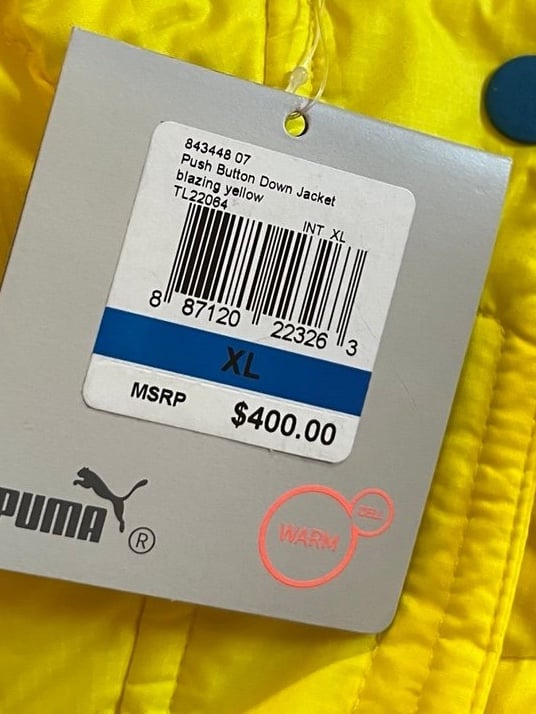 843448 07
Push Button Down Jacket
blazing yellow
TL22064
INT XL
8 87120 22326 3
XL
MSRP $400.00
PUMA ®
WARM
CELL